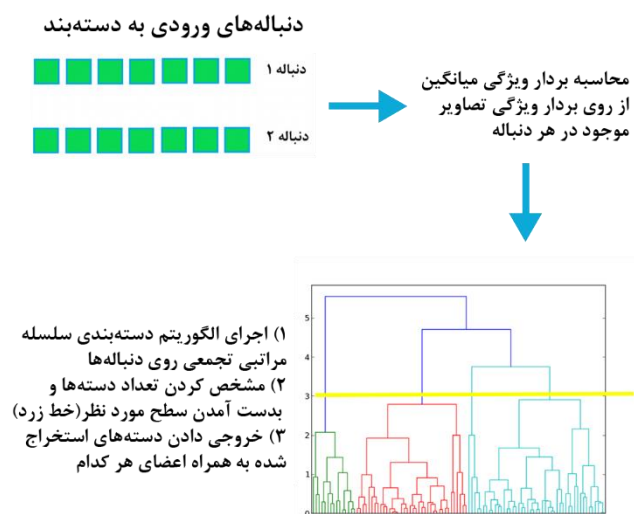 دنباله‌های ورودی به دسته‌بند
دنباله ۱
دنباله ۲
محاسبه بردار ویژگی میانگین
از روی بردار ویژگی تصاویر
موجود در هر دنباله
۱) اجرای الگوریتم دسته‌بندی سلسله
مراتبی تجمعی روی دنباله‌ها
۲) مشخص کردن تعداد دسته‌ها و
بدست آمدن سطح مورد نظر(خط زرد)
۳) خروجی دادن دسته‌های استخراج
شده به همراه اعضای هر کدام
5
4
3
2
1
0